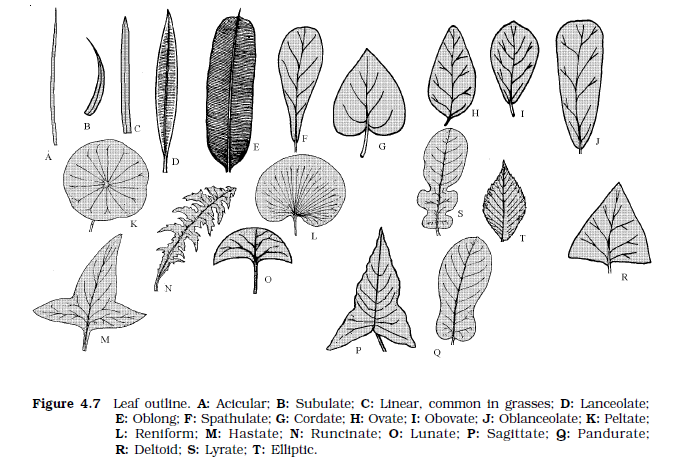 A
B
C
D
E
F
G
H
I
J
K
L
M
N
O
P
Q
R
S
T
Figure 4.7 Leaf outline. A: Acicular; B: Subulate; C: Linear, common in grasses; D: Lanceolate;
E: Oblong; F: Spathulate; G: Cordate; H: Ovate; I: Obovate; J: Oblanceolate; K: Peltate;
L: Reniform; M: Hastate; N: Runcinate; O: Lunate; P: Sagittate; Q: Pandurate;
R: Deltoid; S: Lyrate; T: Elliptic.